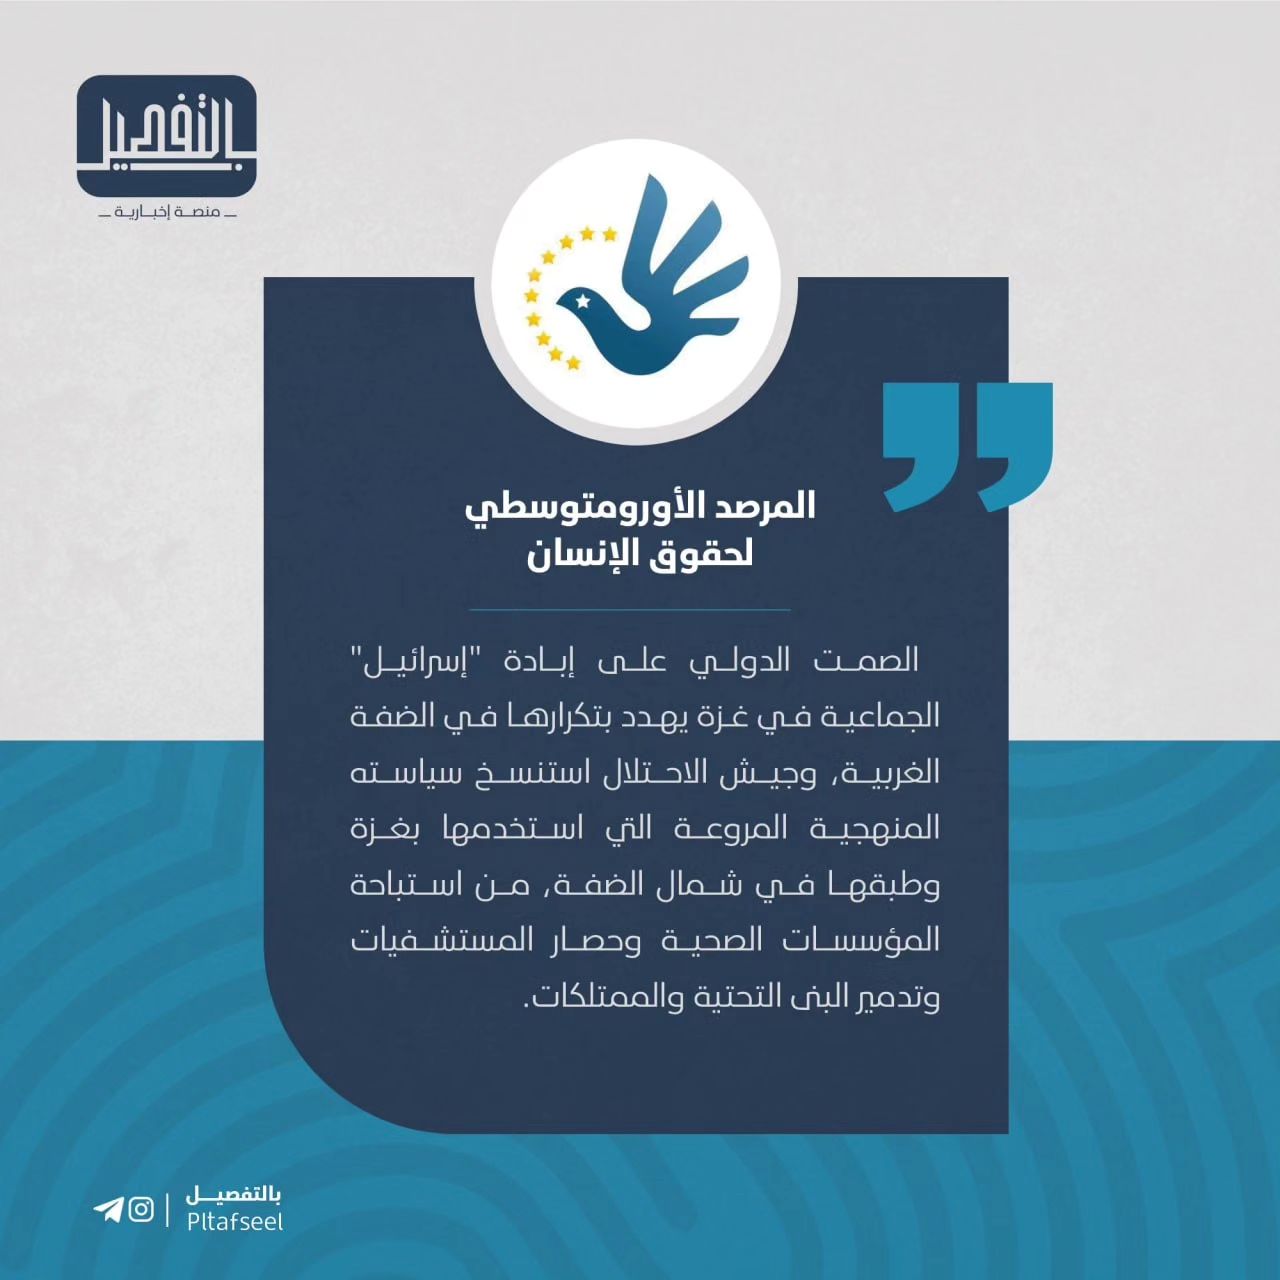 بالتفصيل
منصة إخبارية
المرصد الأورومتوسطي
لحقوق الإنسان
الصمت الدولي على إبادة "إسرائيل"
الجماعية في غزة يهدد بتكرارها في الضفة
الغربية، وجيش الاحتلال استنسخ سياسته
المنهجية المروعة التي استخدمها بغزة
وطبقها في شمال الضفة، من استباحة
المؤسسات الصحية وحصار المستشفيات
وتدمير البنى التحتية والممتلكات.
بالتفصيل
Pltafseel